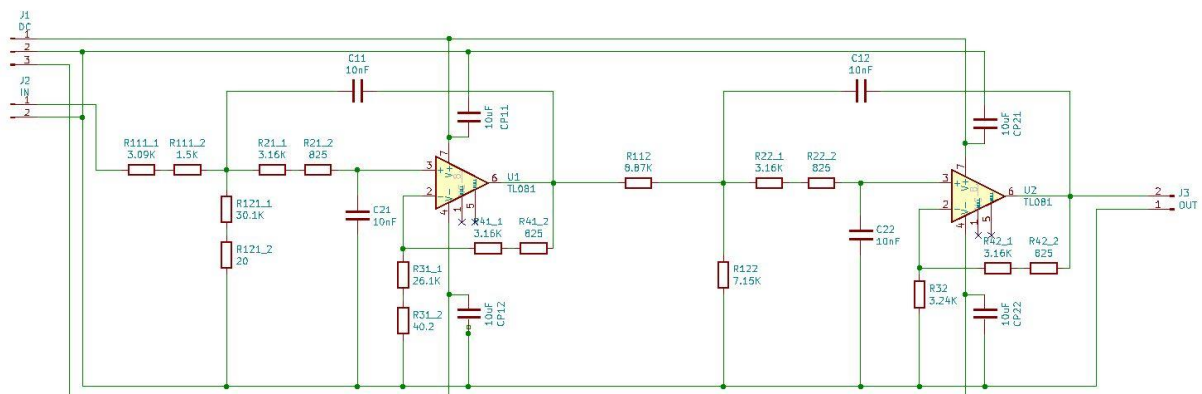 J1
DC
1
2
3
J2
IN
1
2
C11
10nF
C12
10nF
10uF
CP11
10uF
CP21
R111_1
3.09K
R111_2
1.5K
R21_1
3.16K
R21_2
825
3
+
7
V+
6
U1
TL081
2
-
V-
4
1
5
R112
8.87K
R22_1
3.16K
R22_2
825
3
+
7
V+
6
U2
TL081
2
-
V-
4
1
5
2
1
J3
OUT
R121_1
30.1K
C21
10nF
R41_1
3.16K
R41_2
825
C22
10nF
R42_1
3.16K
R42_2
825
R121_2
20
R31_1
26.1K
R122
7.15K
R32
3.24K
R31_2
40.2
10uF
CP12
10uF
CP22